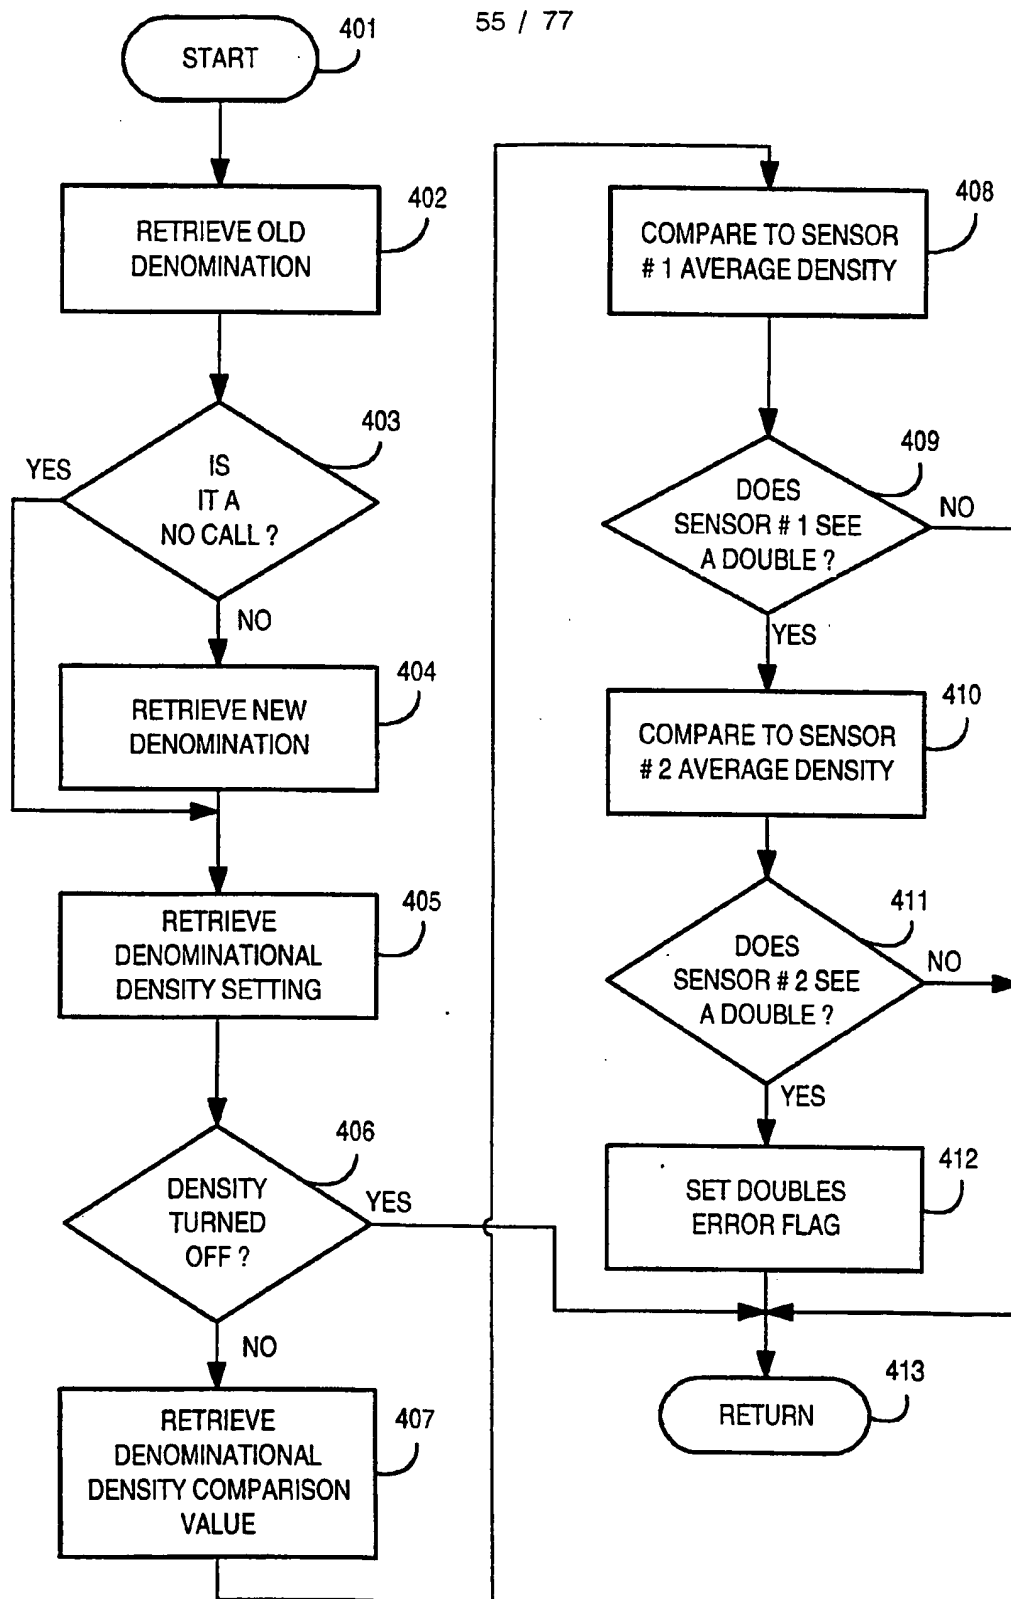 55 / 77
START
401
RETRIEVE OLD
DENOMINATION
402
IS
IT A
NO CALL ?
403
YES
NO
RETRIEVE NEW
DENOMINATION
404
RETRIEVE
DENOMINATIONAL
DENSITY SETTING
405
DENSITY
TURNED
OFF ?
406
YES
NO
RETRIEVE
DENOMINATIONAL
DENSITY COMPARISON
VALUE
407
COMPARE TO SENSOR
# 1 AVERAGE DENSITY
408
DOES
SENSOR # 1 SEE
A DOUBLE ?
409
NO
YES
COMPARE TO SENSOR
# 2 AVERAGE DENSITY
410
DOES
SENSOR # 2 SEE
A DOUBLE ?
411
NO
YES
SET DOUBLES
ERROR FLAG
412
RETURN
413